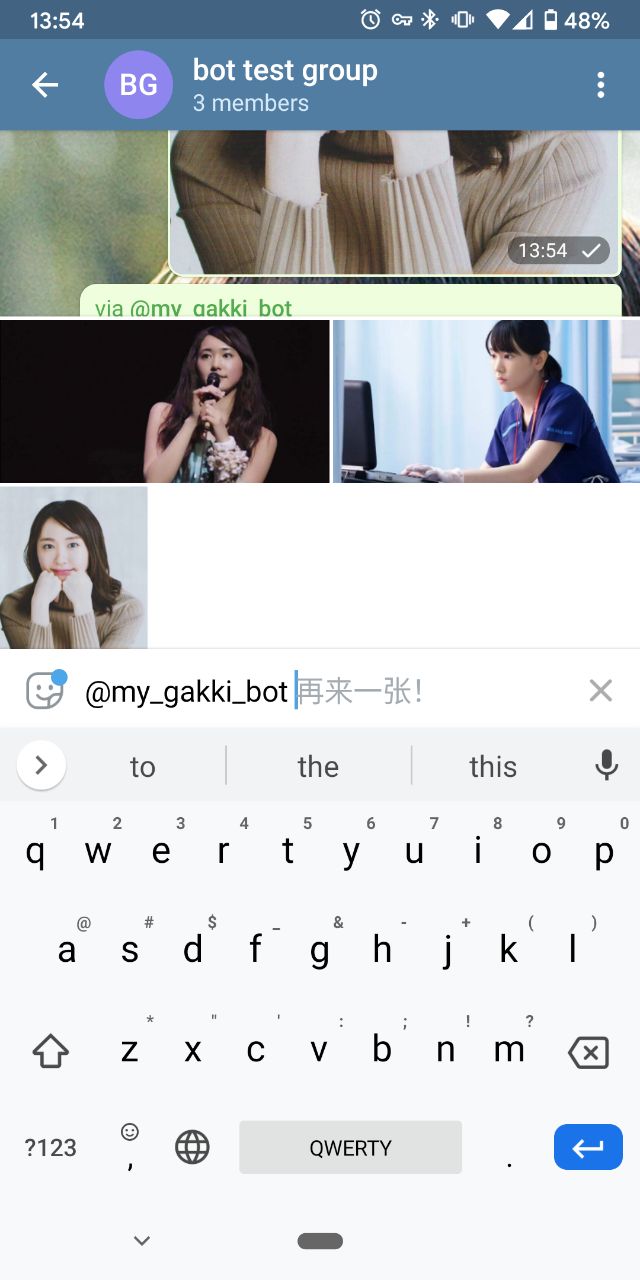 13:54
48%
BG
bot test group
3 members
13:54
via @my_gakki_bot
@my_gakki_bot 再来一张!
to the this
1 2 3 4 5 6 7 8 9 0
q w e r t y u i o p
@ # $ _ & - + ( )
a s d f g h j k l
* " ' : ; ! ?
z x c v b n m
?123 , QWERTY .